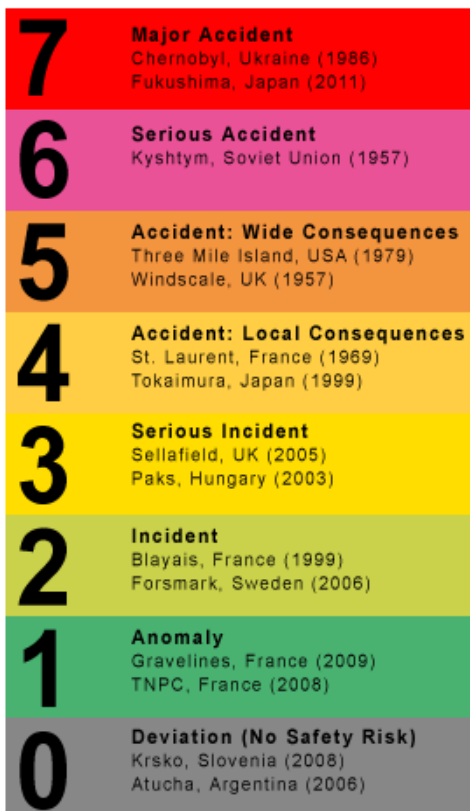 7
Major Accident
Chernobyl, Ukraine (1986)
Fukushima, Japan (2011)
6
Serious Accident
Kyshtym, Soviet Union (1957)
5
Accident: Wide Consequences
Three Mile Island, USA (1979)
Windscale, UK (1957)
4
Accident: Local Consequences
St. Laurent, France (1969)
Tokaimura, Japan (1999)
3
Serious Incident
Sellafield, UK (2005)
Paks, Hungary (2003)
2
Incident
Blayais, France (1999)
Forsmark, Sweden (2006)
1
Anomaly
Gravelines, France (2009)
TNPC, France (2008)
0
Deviation (No Safety Risk)
Krsko, Slovenia (2008)
Atucha, Argentina (2006)